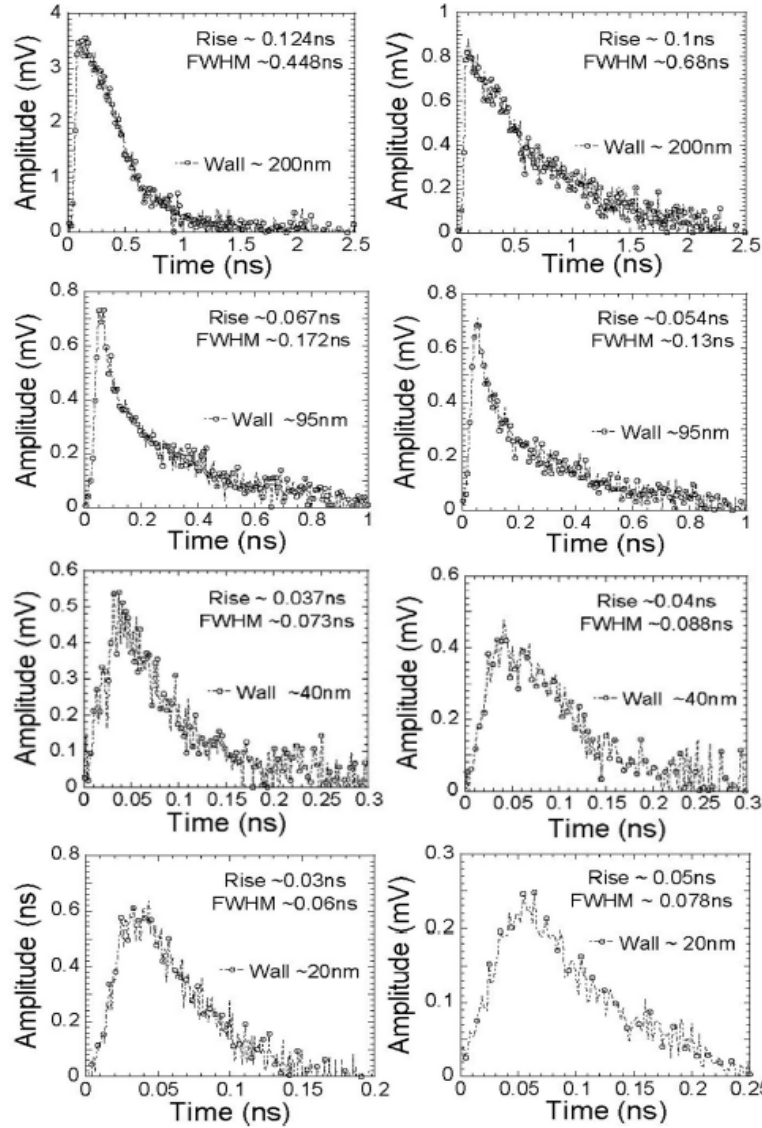 Amplitude (mV)
4
3
2
1
0
Rise ~ 0.124ns
FWHM ~0.448ns
Wall ~ 200nm
0 0.5 1 1.5 2 2.5
Time (ns)
Amplitude (mV)
1
0.8
0.6
0.4
0.2
0
Rise ~ 0.1ns
FWHM ~0.68ns
Wall ~ 200nm
0 0.5 1 1.5 2 2.5
Time (ns)
Amplitude (mV)
0.8
0.6
0.4
0.2
0
Rise ~0.067ns
FWHM ~0.172ns
Wall ~95nm
0 0.2 0.4 0.6 0.8 1
Time (ns)
Amplitude (mV)
0.8
0.6
0.4
0.2
0
Rise ~0.054ns
FWHM ~0.13ns
Wall ~95nm
0 0.2 0.4 0.6 0.8 1
Time (ns)
Amplitude (mV)
0.6
0.5
0.4
0.3
0.2
0.1
0
Rise ~ 0.037ns
FWHM ~0.073ns
Wall ~40nm
0 0.05 0.1 0.15 0.2 0.25 0.3
Time (ns)
Amplitude (mV)
0.6
0.4
0.2
0
Rise ~ 0.04ns
FWHM ~0.088ns
Wall ~40nm
0 0.05 0.1 0.15 0.2 0.25 0.3
Time (ns)
Amplitude (ns)
0.8
0.6
0.4
0.2
0
Rise ~0.03ns
FWHM ~0.06ns
Wall ~20nm
0 0.05 0.1 0.15 0.2
Time (ns)
Amplitude (mV)
0.3
0.2
0.1
0
Rise ~ 0.05ns
FWHM ~ 0.078ns
Wall ~ 20nm
0 0.05 0.1 0.15 0.2 0.25
Time (ns)